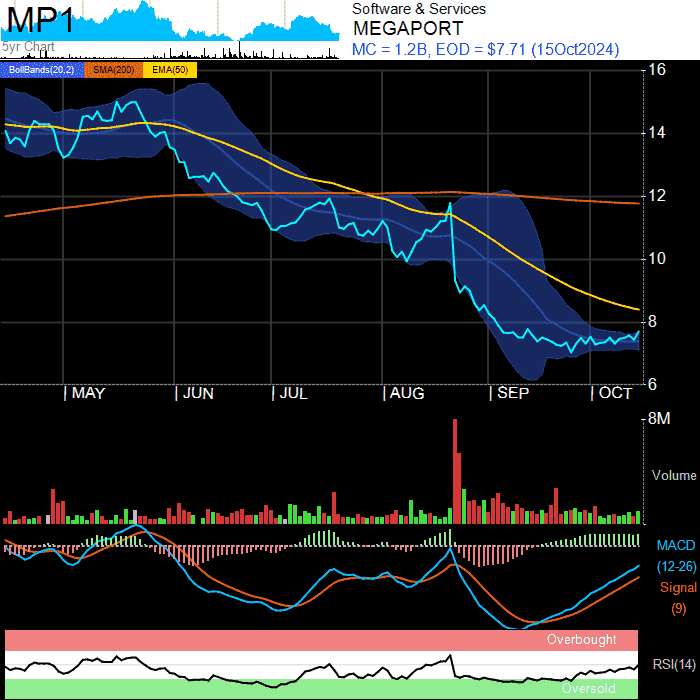 MP1
Software & Services
MEGAPORT
5yr Chart
MC = 1.2B, EOD = $7.71 (15Oct2024)
BollBands(20,2) SMA(200) EMA(50)
16
14
12
10
8
6
MAY JUN JUL AUG SEP OCT
8M
Volume
MACD
(12-26)
Signal
(9)
Overbought
RSI(14)
Oversold